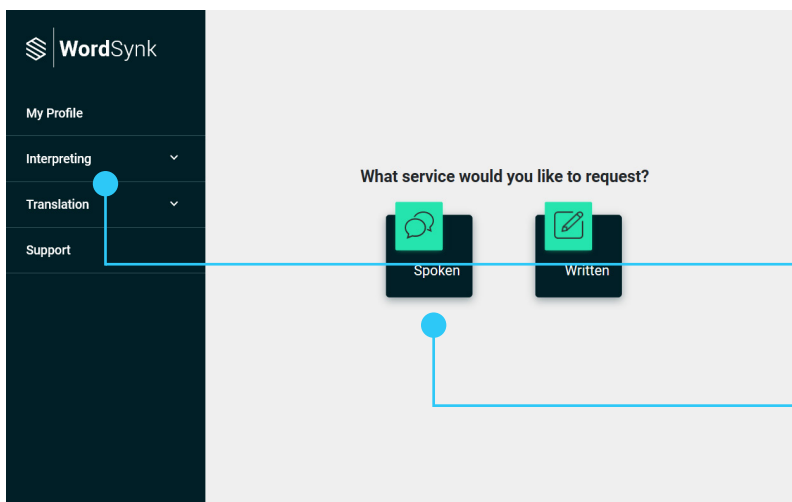 WordSynk
My Profile
Interpreting
Translation
Support
What service would you like to request?
Spoken
Written